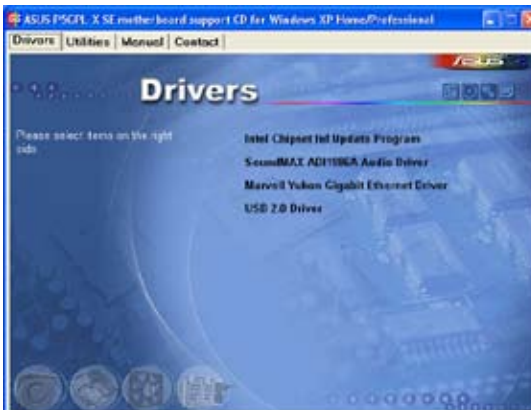 ASUS P5GPL-X SE motherboard support CD for Windows XP Home/Professional
Drivers Utilities Manual Contact
ASUS
Drivers
Please select items on the right
side.
Intel Chipset Inf Update Program
SoundMAX ADI1986A Audio Driver
Marvell Yukon Gigabit Ethernet Driver
USB 2.0 Driver